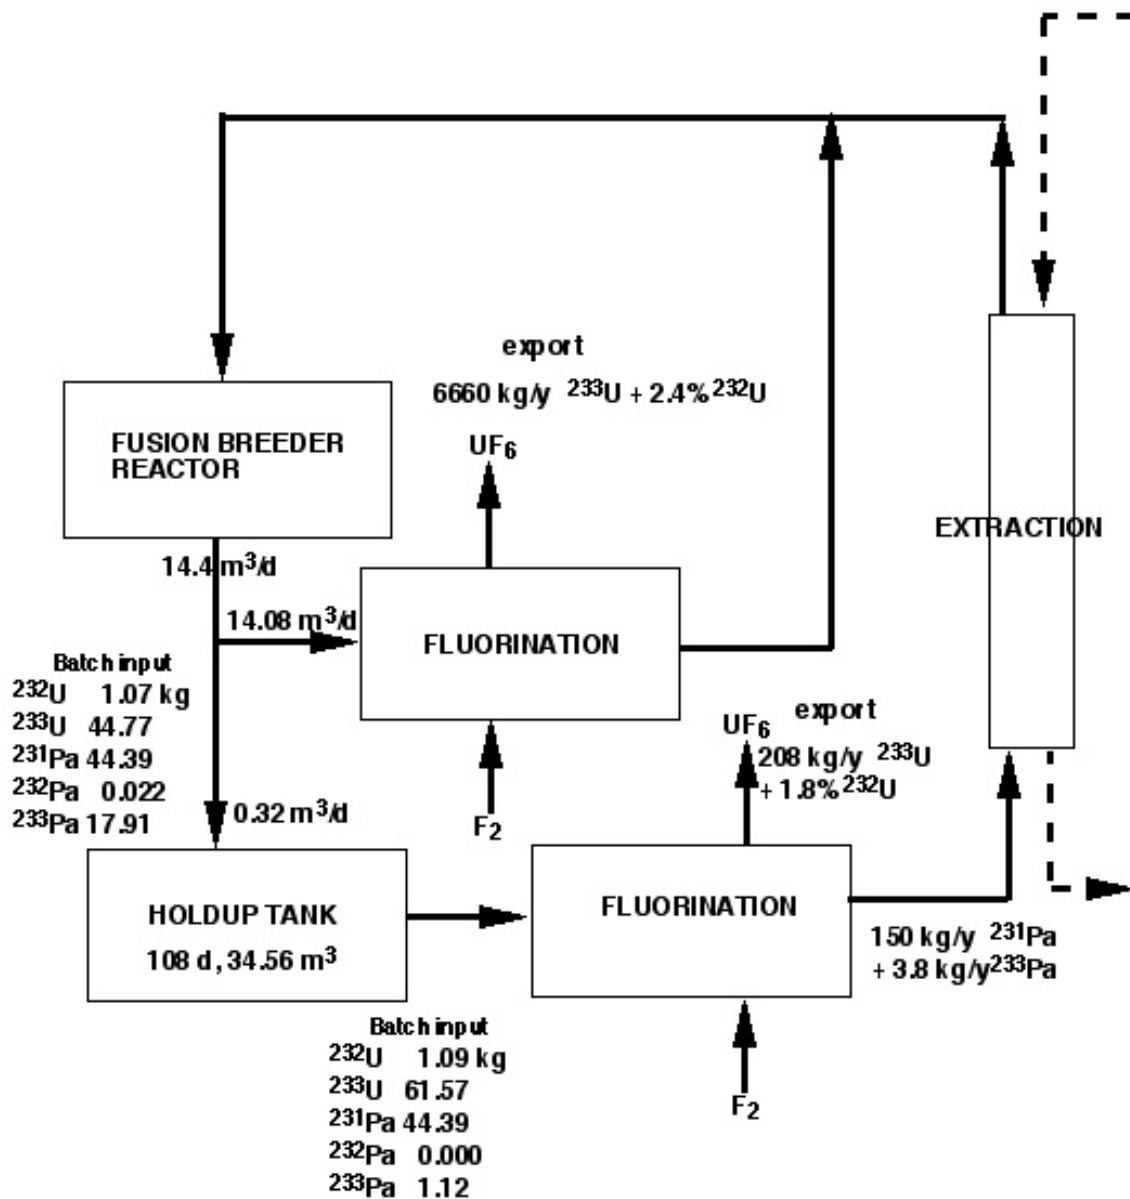 export
6660 kg/y ²³³U + 2.4% ²³²U
UF₆
FUSION BREEDER
REACTOR
EXTRACTION
14.4 m³/d
14.08 m³/d
FLUORINATION
Batch input
²³²U 1.07 kg
²³³U 44.77
²³¹Pa 44.39
²³²Pa 0.022
²³³Pa 17.91
0.32 m³/d
F₂
export
UF₆
208 kg/y ²³³U
+ 1.8% ²³²U
HOLDUP TANK
108 d, 34.56 m³
FLUORINATION
150 kg/y ²³¹Pa
+ 3.8 kg/y ²³³Pa
Batch input
²³²U 1.09 kg
²³³U 61.57
²³¹Pa 44.39
²³²Pa 0.000
²³³Pa 1.12
F₂